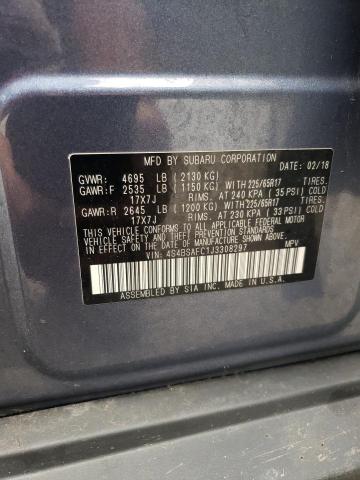 MFD. BY SUBARU CORPORATION DATE: 02/18
GVWR: 4695 LB (2130 KG)
GAWR:F 2535 LB (1150 KG) WITH 225/65R17 TIRES,
17X7J RIMS, AT 240 KPA (35 PSI) COLD
GAWR:R 2645 LB (1200 KG) WITH 225/65R17 TIRES,
17X7J RIMS, AT 230 KPA (33 PSI) COLD
THIS VEHICLE CONFORMS TO ALL APPLICABLE FEDERAL MOTOR
VEHICLE SAFETY AND THEFT PREVENTION STANDARDS IN
EFFECT ON THE DATE OF MANUFACTURE SHOWN ABOVE.
VIN: 4S4BSAEC1J3308297 MPV
ASSEMBLED BY SIA INC. MADE IN U.S.A.